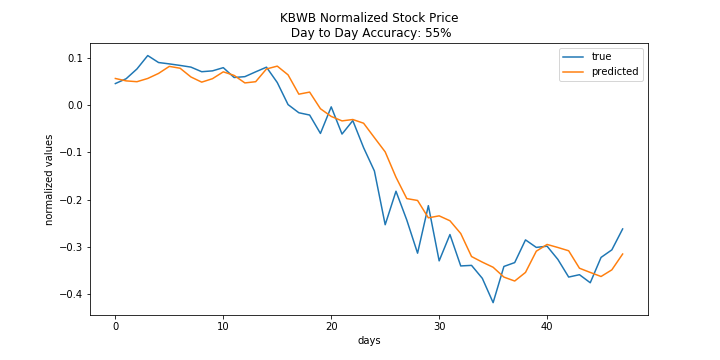 KBWB Normalized Stock Price
Day to Day Accuracy: 55%
true
predicted
normalized values
0.1
0.0
−0.1
−0.2
−0.3
−0.4
0
10
20
30
40
days